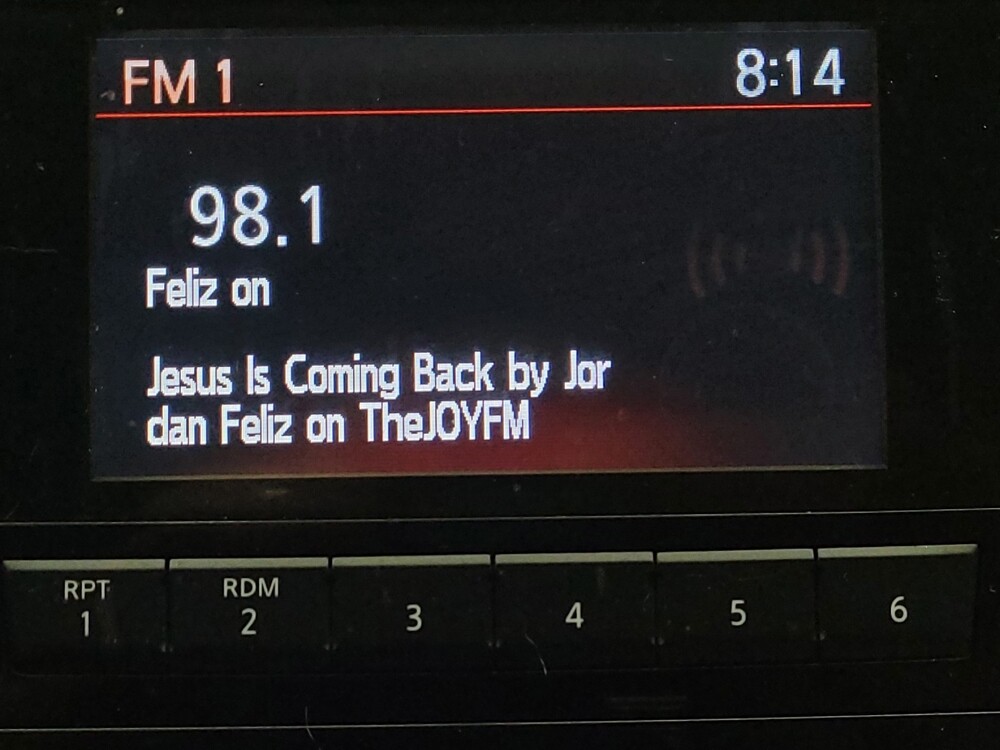 FM 1 8:14
98.1
Feliz on
Jesus Is Coming Back by Jor
dan Feliz on TheJOYFM
RPT RDM
1 2 3 4 5 6